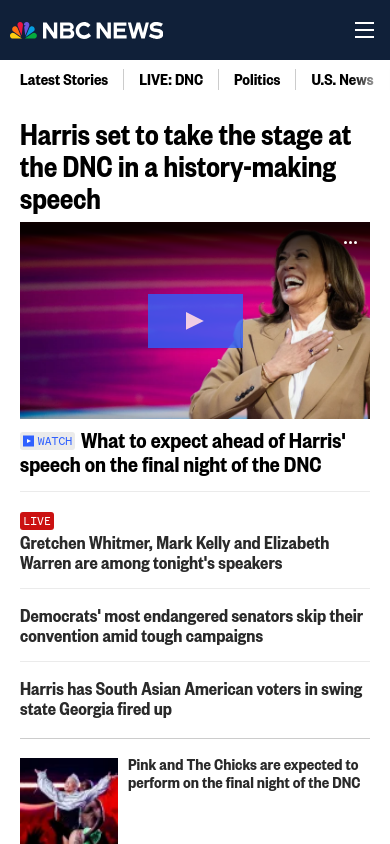 NBC NEWS
Latest Stories
LIVE: DNC
Politics
U.S. News
Harris set to take the stage at
the DNC in a history-making
speech
WATCH What to expect ahead of Harris'
speech on the final night of the DNC
LIVE
Gretchen Whitmer, Mark Kelly and Elizabeth
Warren are among tonight's speakers
Democrats' most endangered senators skip their
convention amid tough campaigns
Harris has South Asian American voters in swing
state Georgia fired up
Pink and The Chicks are expected to
perform on the final night of the DNC